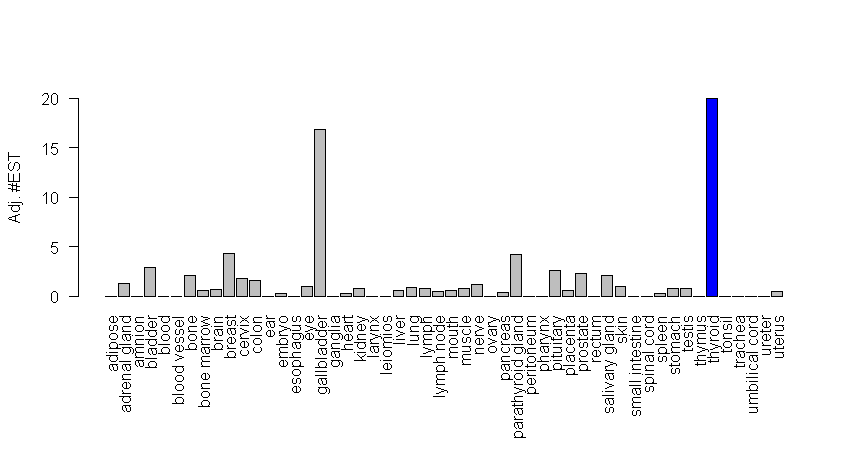 Adj. #EST
20
15
10
5
0
adipose
adrenal gland
amnion
bladder
blood
blood vessel
bone
bone marrow
brain
breast
cervix
colon
ear
embryo
esophagus
eye
gallbladder
ganglia
heart
kidney
larynx
leiomios
liver
lung
lymph
lymph node
mouth
muscle
nerve
ovary
pancreas
parathyroid gland
peritoneum
pharynx
pituitary
placenta
prostate
rectum
salivary gland
skin
small intestine
spinal cord
spleen
stomach
testis
thymus
thyroid
tonsil
trachea
umbilical cord
ureter
uterus